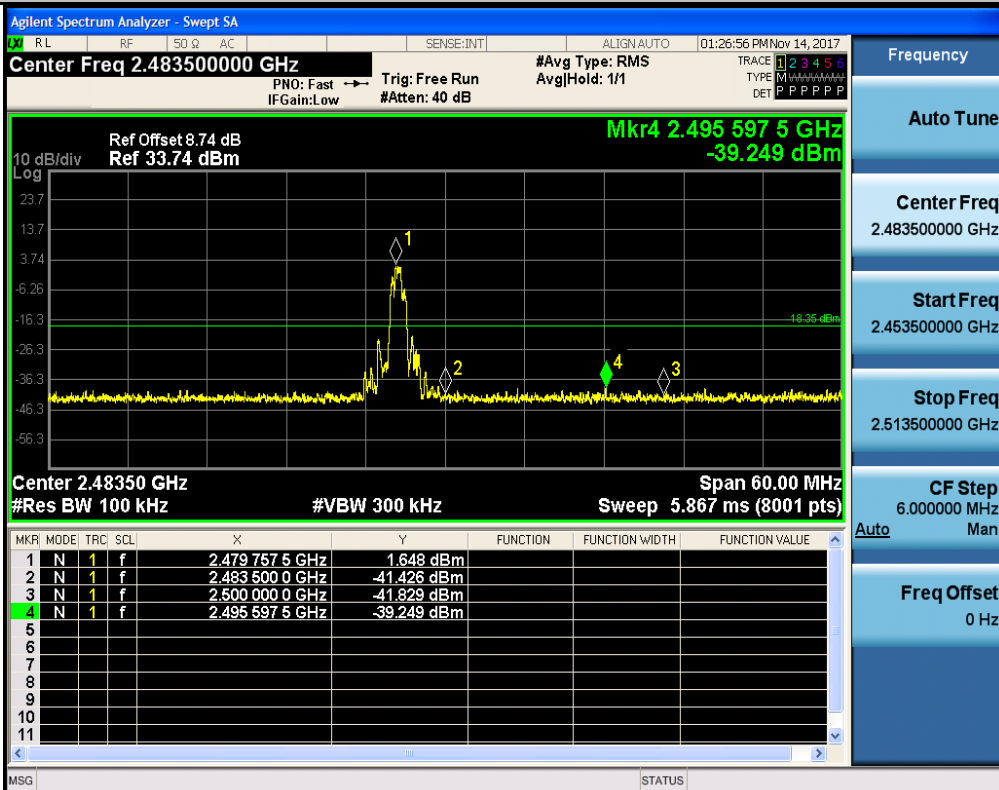 Agilent Spectrum Analyzer - Swept SA
LXI RL RF 50 Ω AC SENSE:INT ALIGN AUTO 01:26:56 PM Nov 14, 2017
Center Freq 2.483500000 GHz
PNO: Fast
IFGain:Low
Trig: Free Run
#Atten: 40 dB
#Avg Type: RMS
Avg|Hold: 1/1
TRACE 1 2 3 4 5 6
TYPE M
DET P P P P P P
Mkr4 2.495 597 5 GHz
-39.249 dBm
Ref Offset 8.74 dB
10 dB/div Ref 33.74 dBm
Log
23.7
13.7
3.74
-6.26
-16.3
-26.3
-36.3
-46.3
-56.3
1
2
4
3
-18.35 dBm
Center 2.48350 GHz Span 60.00 MHz
#Res BW 100 kHz #VBW 300 kHz Sweep 5.867 ms (8001 pts)
MKR MODE TRC SCL X Y FUNCTION FUNCTION WIDTH FUNCTION VALUE
1 N 1 f 2.479 757 5 GHz 1.648 dBm
2 N 1 f 2.483 500 0 GHz -41.426 dBm
3 N 1 f 2.500 000 0 GHz -41.829 dBm
4 N 1 f 2.495 597 5 GHz -39.249 dBm
5
6
7
8
9
10
11
MSG STATUS
Frequency
Auto Tune
Center Freq
2.483500000 GHz
Start Freq
2.453500000 GHz
Stop Freq
2.513500000 GHz
CF Step
6.000000 MHz
Auto Man
Freq Offset
0 Hz